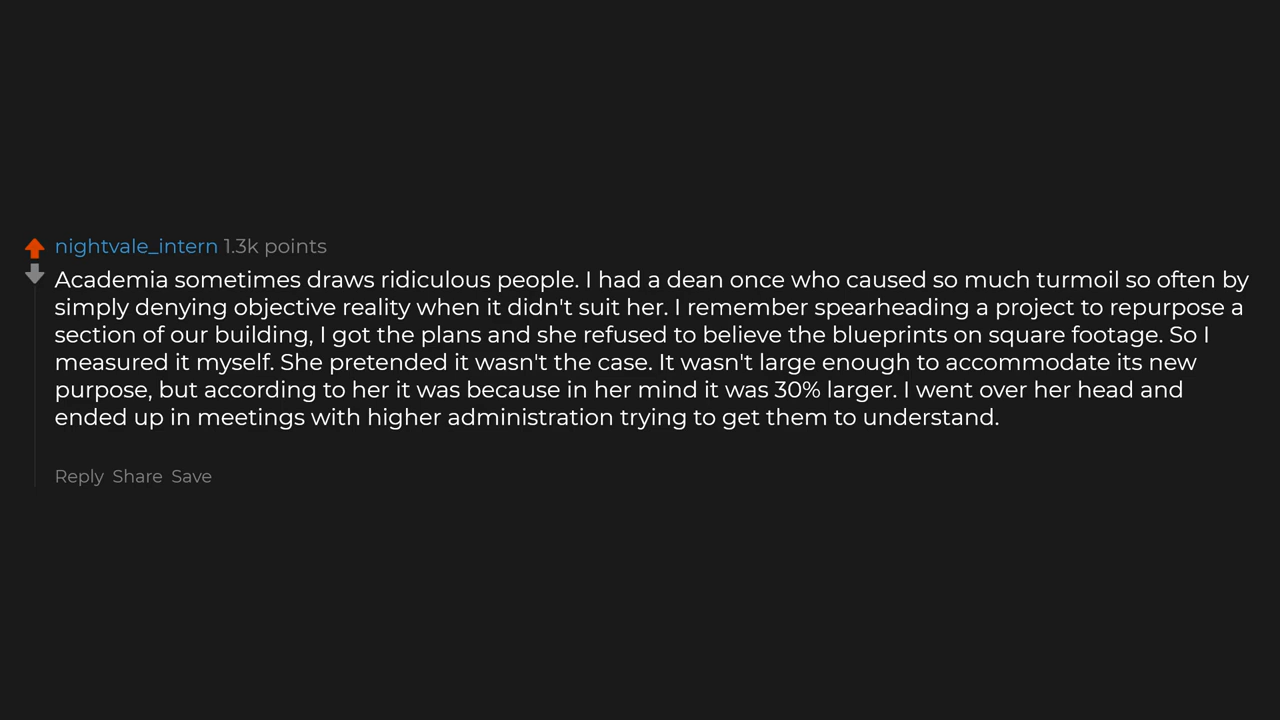 nightvale_intern 1.3k points
Academia sometimes draws ridiculous people. I had a dean once who caused so much turmoil so often by
simply denying objective reality when it didn't suit her. I remember spearheading a project to repurpose a
section of our building, I got the plans and she refused to believe the blueprints on square footage. So I
measured it myself. She pretended it wasn't the case. It wasn't large enough to accommodate its new
purpose, but according to her it was because in her mind it was 30% larger. I went over her head and
ended up in meetings with higher administration trying to get them to understand.
Reply Share Save